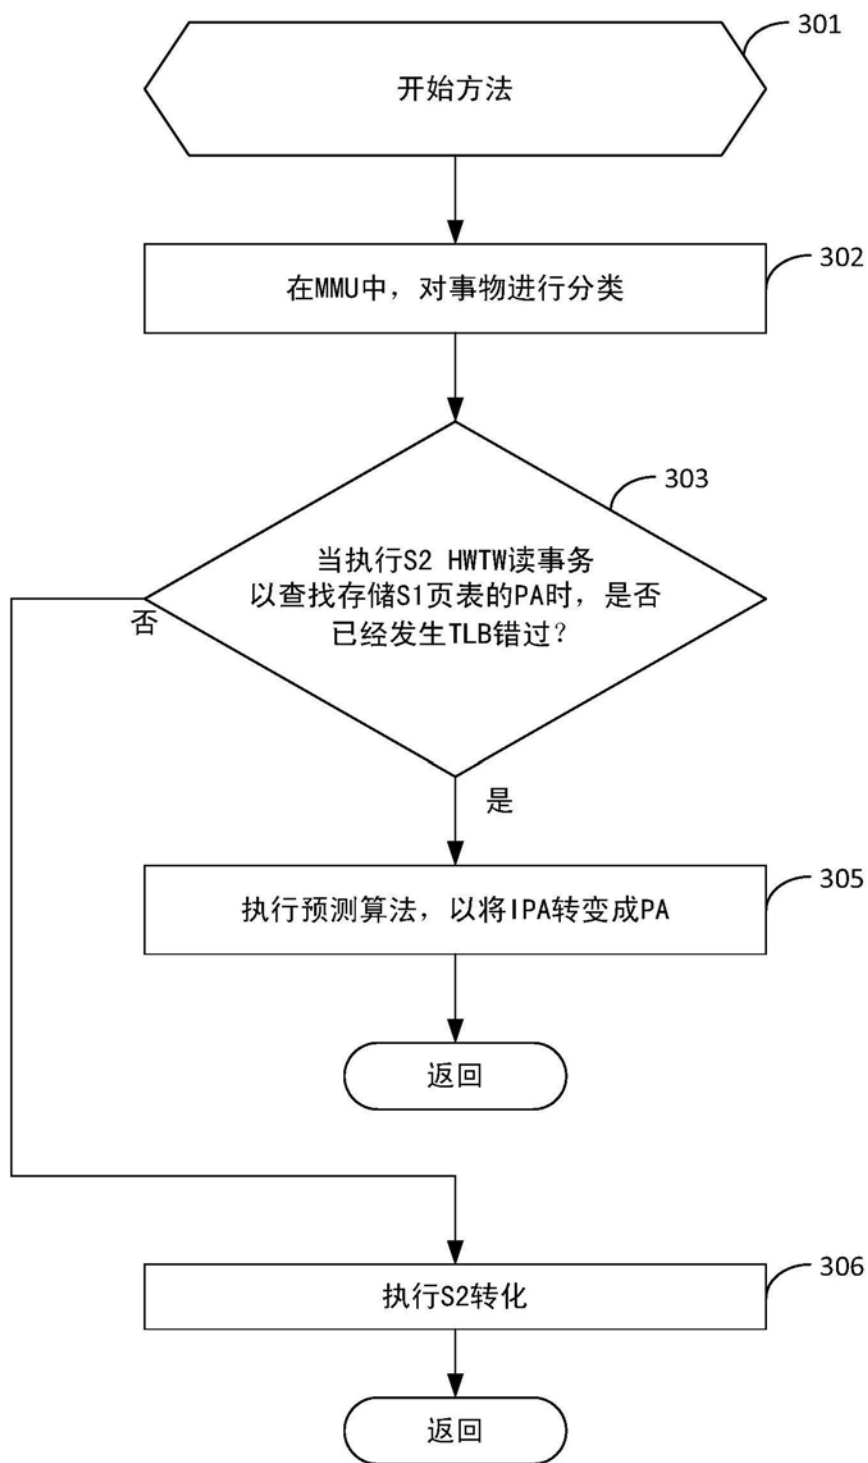 301
开始方法
302
在MMU中，对事物进行分类
303
当执行S2 HWTW读事务
以查找存储S1页表的PA时，是否
已经发生TLB错过？
否
是
305
执行预测算法，以将IPA转变成PA
返回
306
执行S2转化
返回